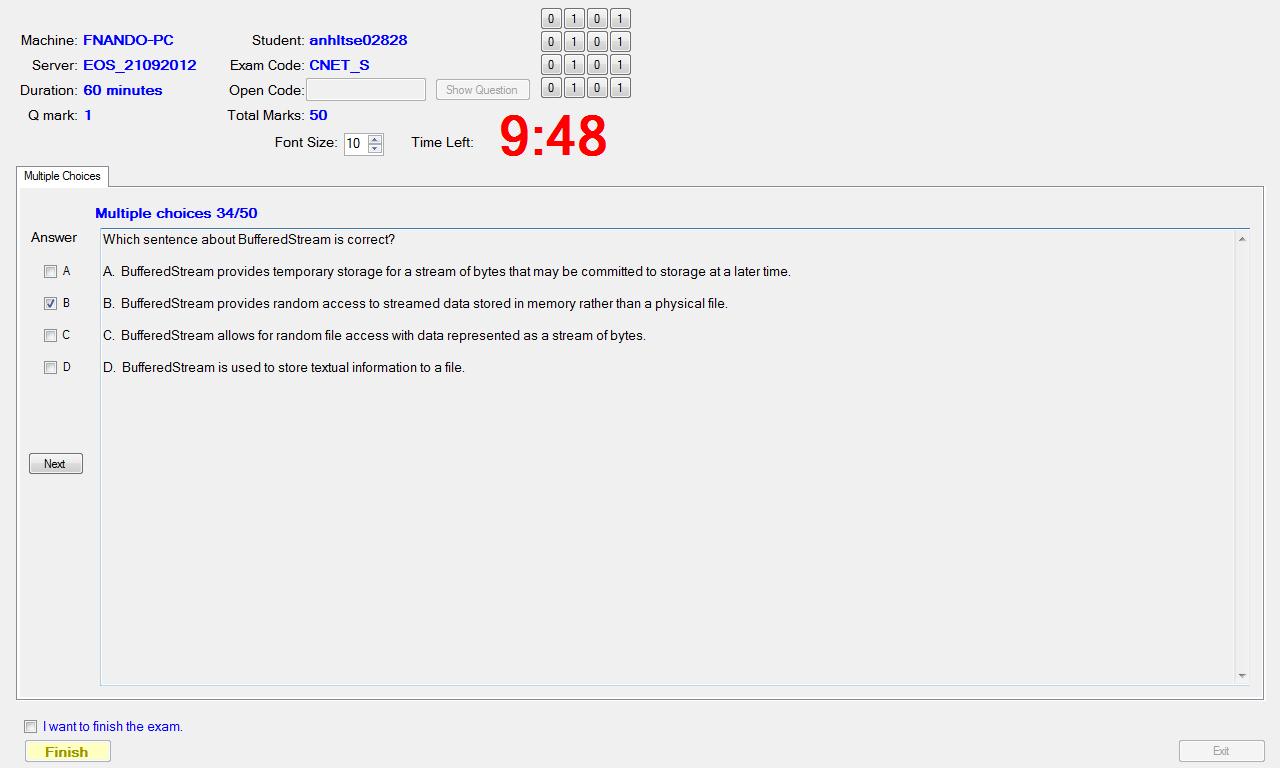 Machine: FNANDO-PC Student: anhltse02828
Server: EOS_21092012 Exam Code: CNET_S
Duration: 60 minutes Open Code: Show Question
Q mark: 1 Total Marks: 50
0 1 0 1
0 1 0 1
0 1 0 1
0 1 0 1
Font Size: 10 Time Left: 9:48
Multiple Choices
Multiple choices 34/50
Answer
Which sentence about BufferedStream is correct?
A A. BufferedStream provides temporary storage for a stream of bytes that may be committed to storage at a later time.
B B. BufferedStream provides random access to streamed data stored in memory rather than a physical file.
C C. BufferedStream allows for random file access with data represented as a stream of bytes.
D D. BufferedStream is used to store textual information to a file.
Next
I want to finish the exam.
Finish Exit